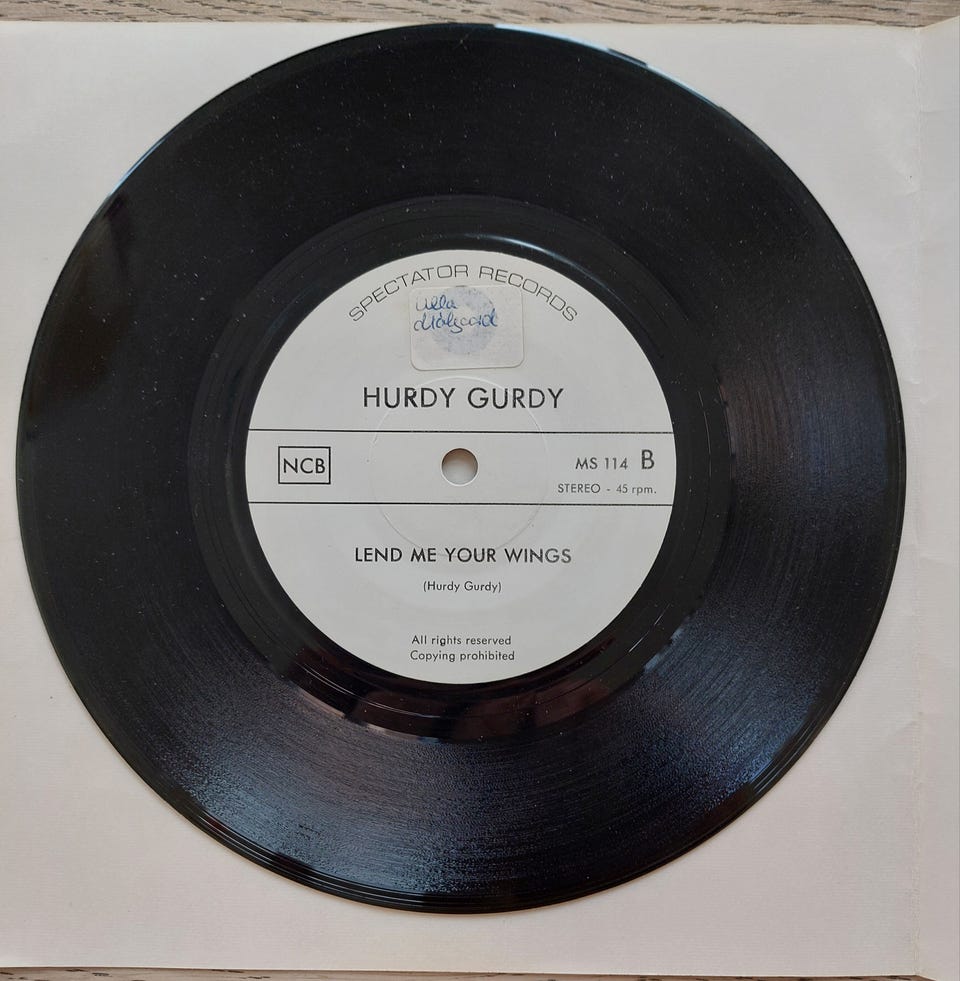 SPECTATOR RECORDS
Ulla
HURDY GURDY
NCB
MS 114 B
STEREO - 45 rpm.
LEND ME YOUR WINGS
(Hurdy Gurdy)
All rights reserved
Copying prohibited